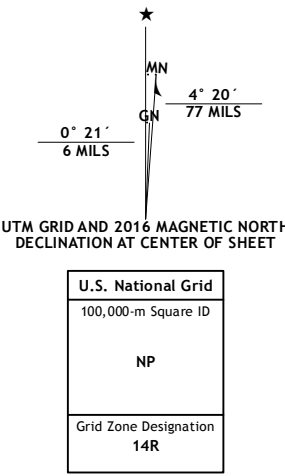 ★
MN
4° 20´
77 MILS
GN
0° 21´
6 MILS
UTM GRID AND 2016 MAGNETIC NORTH
DECLINATION AT CENTER OF SHEET
U.S. National Grid
100,000-m Square ID
NP
Grid Zone Designation
14R